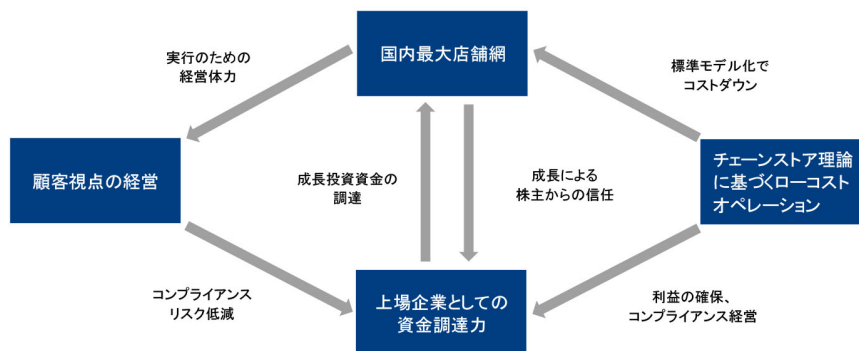 国内最大店舗網
実行のための
経営体力
標準モデル化で
コストダウン
顧客視点の経営
成長投資資金の
調達
成長による
株主からの信任
チェーンストア理論
に基づくローコスト
オペレーション
コンプライアンス
リスク低減
上場企業としての
資金調達力
利益の確保、
コンプライアンス経営